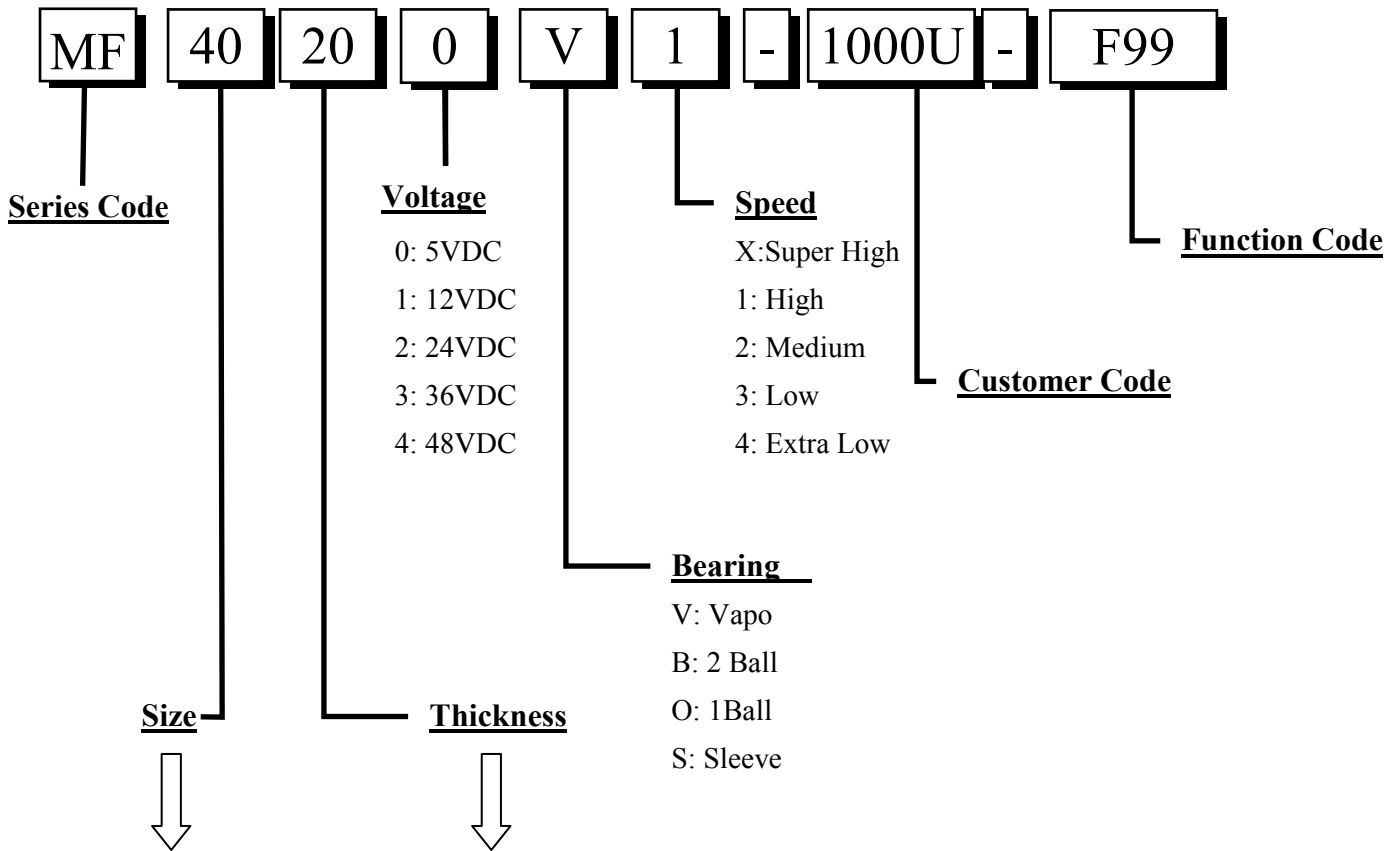 MF 40 20 0 V 1 - 1000U - F99
Series Code
Voltage
0: 5VDC
1: 12VDC
2: 24VDC
3: 36VDC
4: 48VDC
Speed
X:Super High
1: High
2: Medium
3: Low
4: Extra Low
Function Code
Customer Code
Bearing
V: Vapo
B: 2 Ball
O: 1Ball
S: Sleeve
Size
Thickness